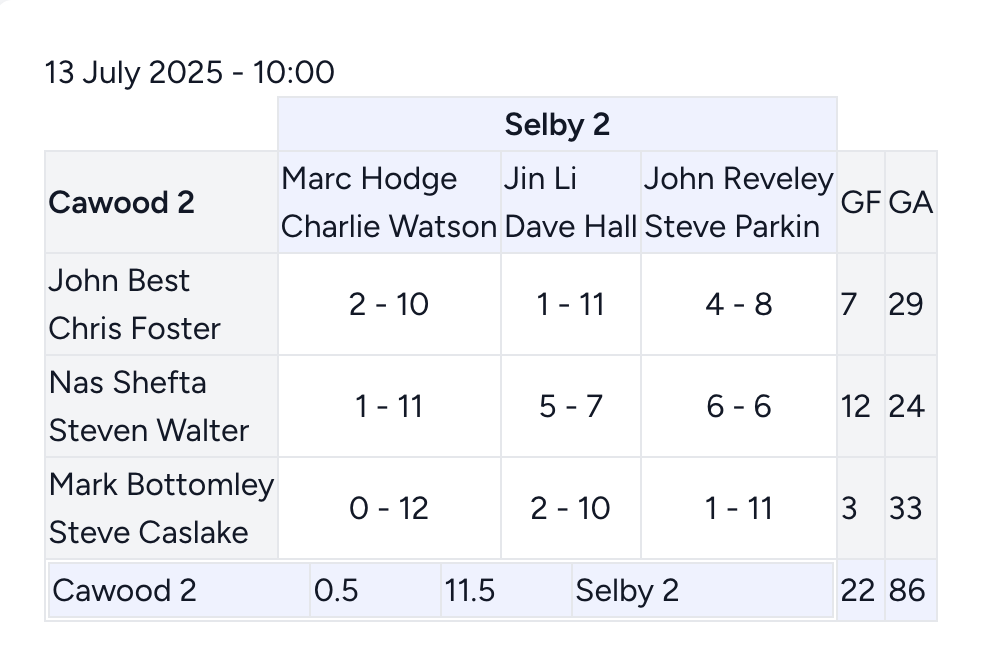 13 July 2025 - 10:00
Selby 2
Cawood 2
Marc Hodge
Charlie Watson
Jin Li
Dave Hall
John Reveley
Steve Parkin
GF
GA
John Best
Chris Foster
2 - 10
1 - 11
4 - 8
7
29
Nas Shefta
Steven Walter
1 - 11
5 - 7
6 - 6
12
24
Mark Bottomley
Steve Caslake
0 - 12
2 - 10
1 - 11
3
33
Cawood 2
0.5
11.5
Selby 2
22
86